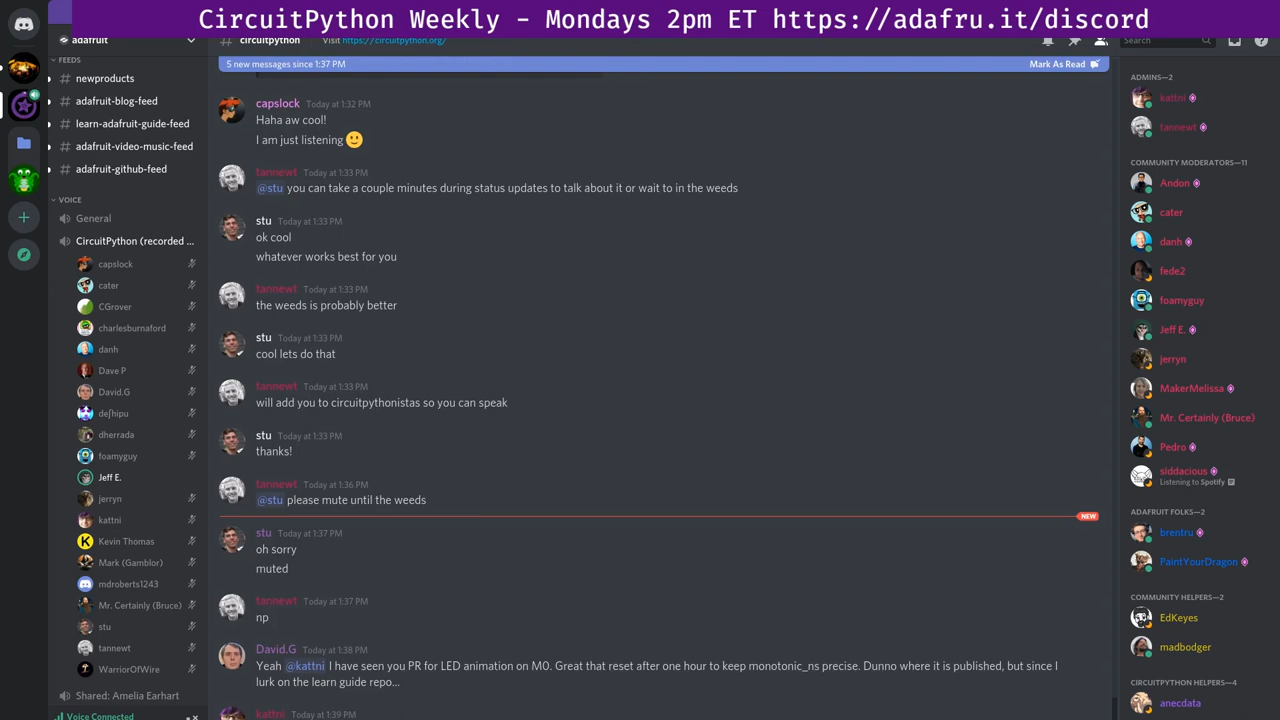 CircuitPython Weekly - Mondays 2pm ET https://adafru.it/discord
adafruit
# circuitpython Visit https://circuitpython.org/
Search
FEEDS
# newproducts
# adafruit-blog-feed
# learn-adafruit-guide-feed
# adafruit-video-music-feed
# adafruit-github-feed
VOICE
General
CircuitPython (recorded ...
capslock
cater
CGrover
charlesburnaford
danh
Dave P
David.G
deʃhipu
dherrada
foamyguy
Jeff E.
jerryn
kattni
Kevin Thomas
Mark (Gamblor)
mdroberts1243
Mr. Certainly (Bruce)
stu
tannewt
WarriorOfWire
Shared: Amelia Earhart
Voice Connected
5 new messages since 1:37 PM Mark As Read
capslock Today at 1:32 PM
Haha aw cool!
I am just listening
tannewt Today at 1:33 PM
@stu you can take a couple minutes during status updates to talk about it or wait to in the weeds
stu Today at 1:33 PM
ok cool
whatever works best for you
tannewt Today at 1:33 PM
the weeds is probably better
stu Today at 1:33 PM
cool lets do that
tannewt Today at 1:33 PM
will add you to circuitpythonistas so you can speak
stu Today at 1:33 PM
thanks!
tannewt Today at 1:36 PM
@stu please mute until the weeds
NEW
stu Today at 1:37 PM
oh sorry
muted
tannewt Today at 1:37 PM
np
David.G Today at 1:38 PM
Yeah @kattni I have seen you PR for LED animation on M0. Great that reset after one hour to keep monotonic_ns precise. Dunno where it is published, but since I
lurk on the learn guide repo...
kattni Today at 1:39 PM
ADMINS—2
kattni
tannewt
COMMUNITY MODERATORS—11
Andon
cater
danh
fede2
foamyguy
Jeff E.
jerryn
MakerMelissa
Mr. Certainly (Bruce)
Pedro
siddacious
Listening to Spotify
ADAFRUIT FOLKS—2
brentru
PaintYourDragon
COMMUNITY HELPERS—2
EdKeyes
madbodger
CIRCUITPYTHON HELPERS—4
anecdata